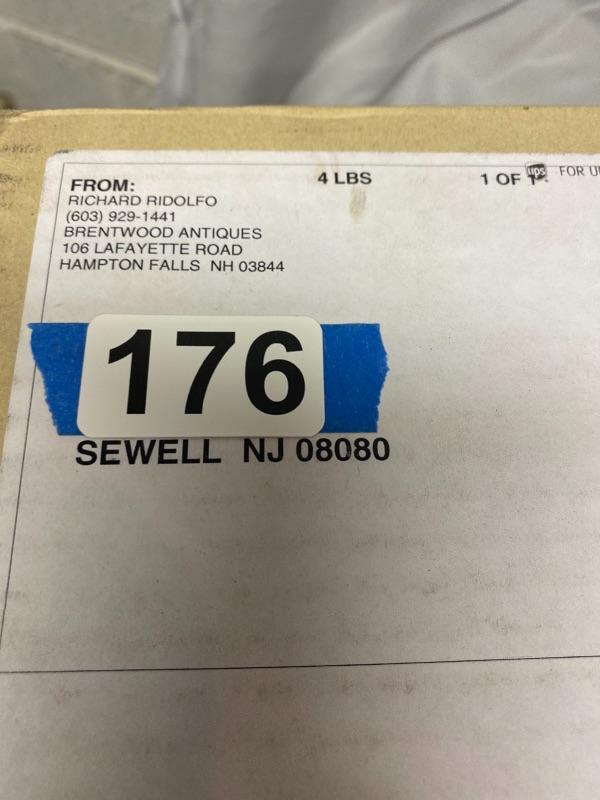 FROM:
RICHARD RIDOLFO
(603) 929-1441
BRENTWOOD ANTIQUES
106 LAFAYETTE ROAD
HAMPTON FALLS NH 03844
4 LBS
1 OF 1
ups
FOR
176
SEWELL NJ 08080